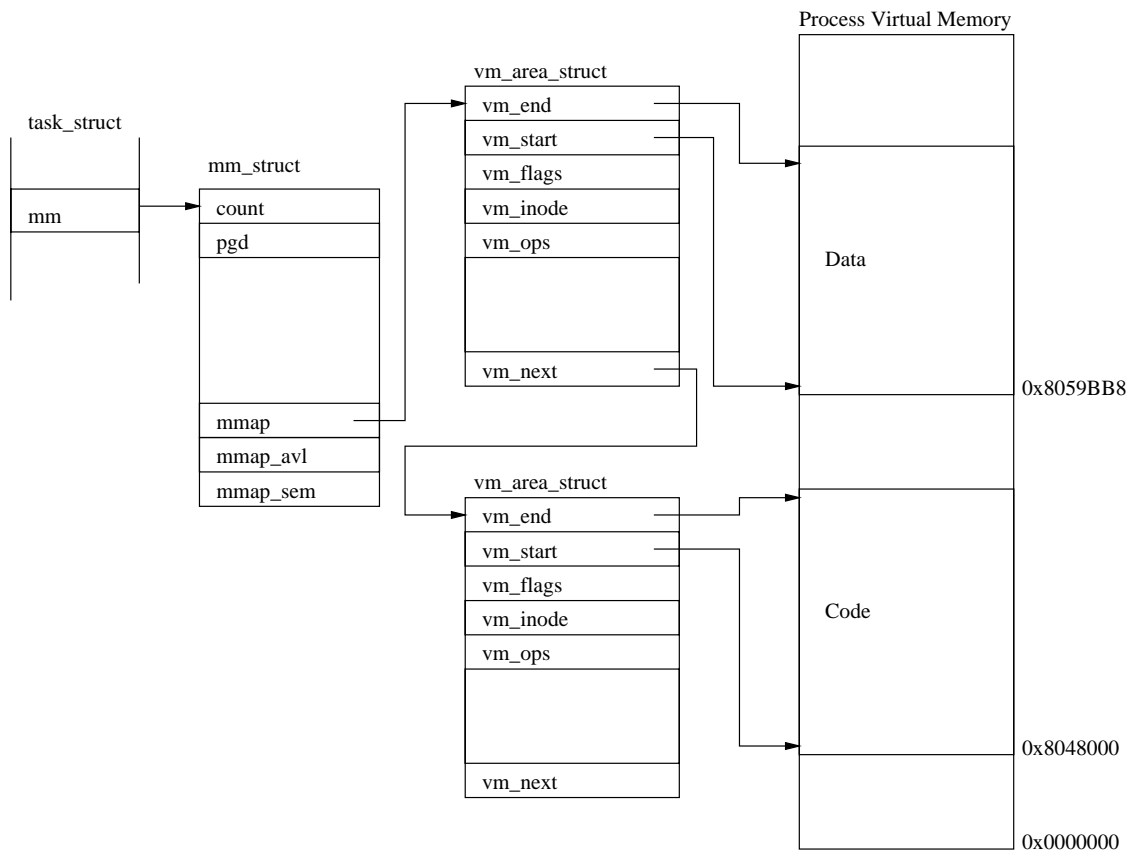 Process Virtual Memory
task_struct
mm
mm_struct
count
pgd
mmap
mmap_avl
mmap_sem
vm_area_struct
vm_end
vm_start
vm_flags
vm_inode
vm_ops
vm_next
vm_area_struct
vm_end
vm_start
vm_flags
vm_inode
vm_ops
vm_next
Data
0x8059BB8
Code
0x8048000
0x0000000